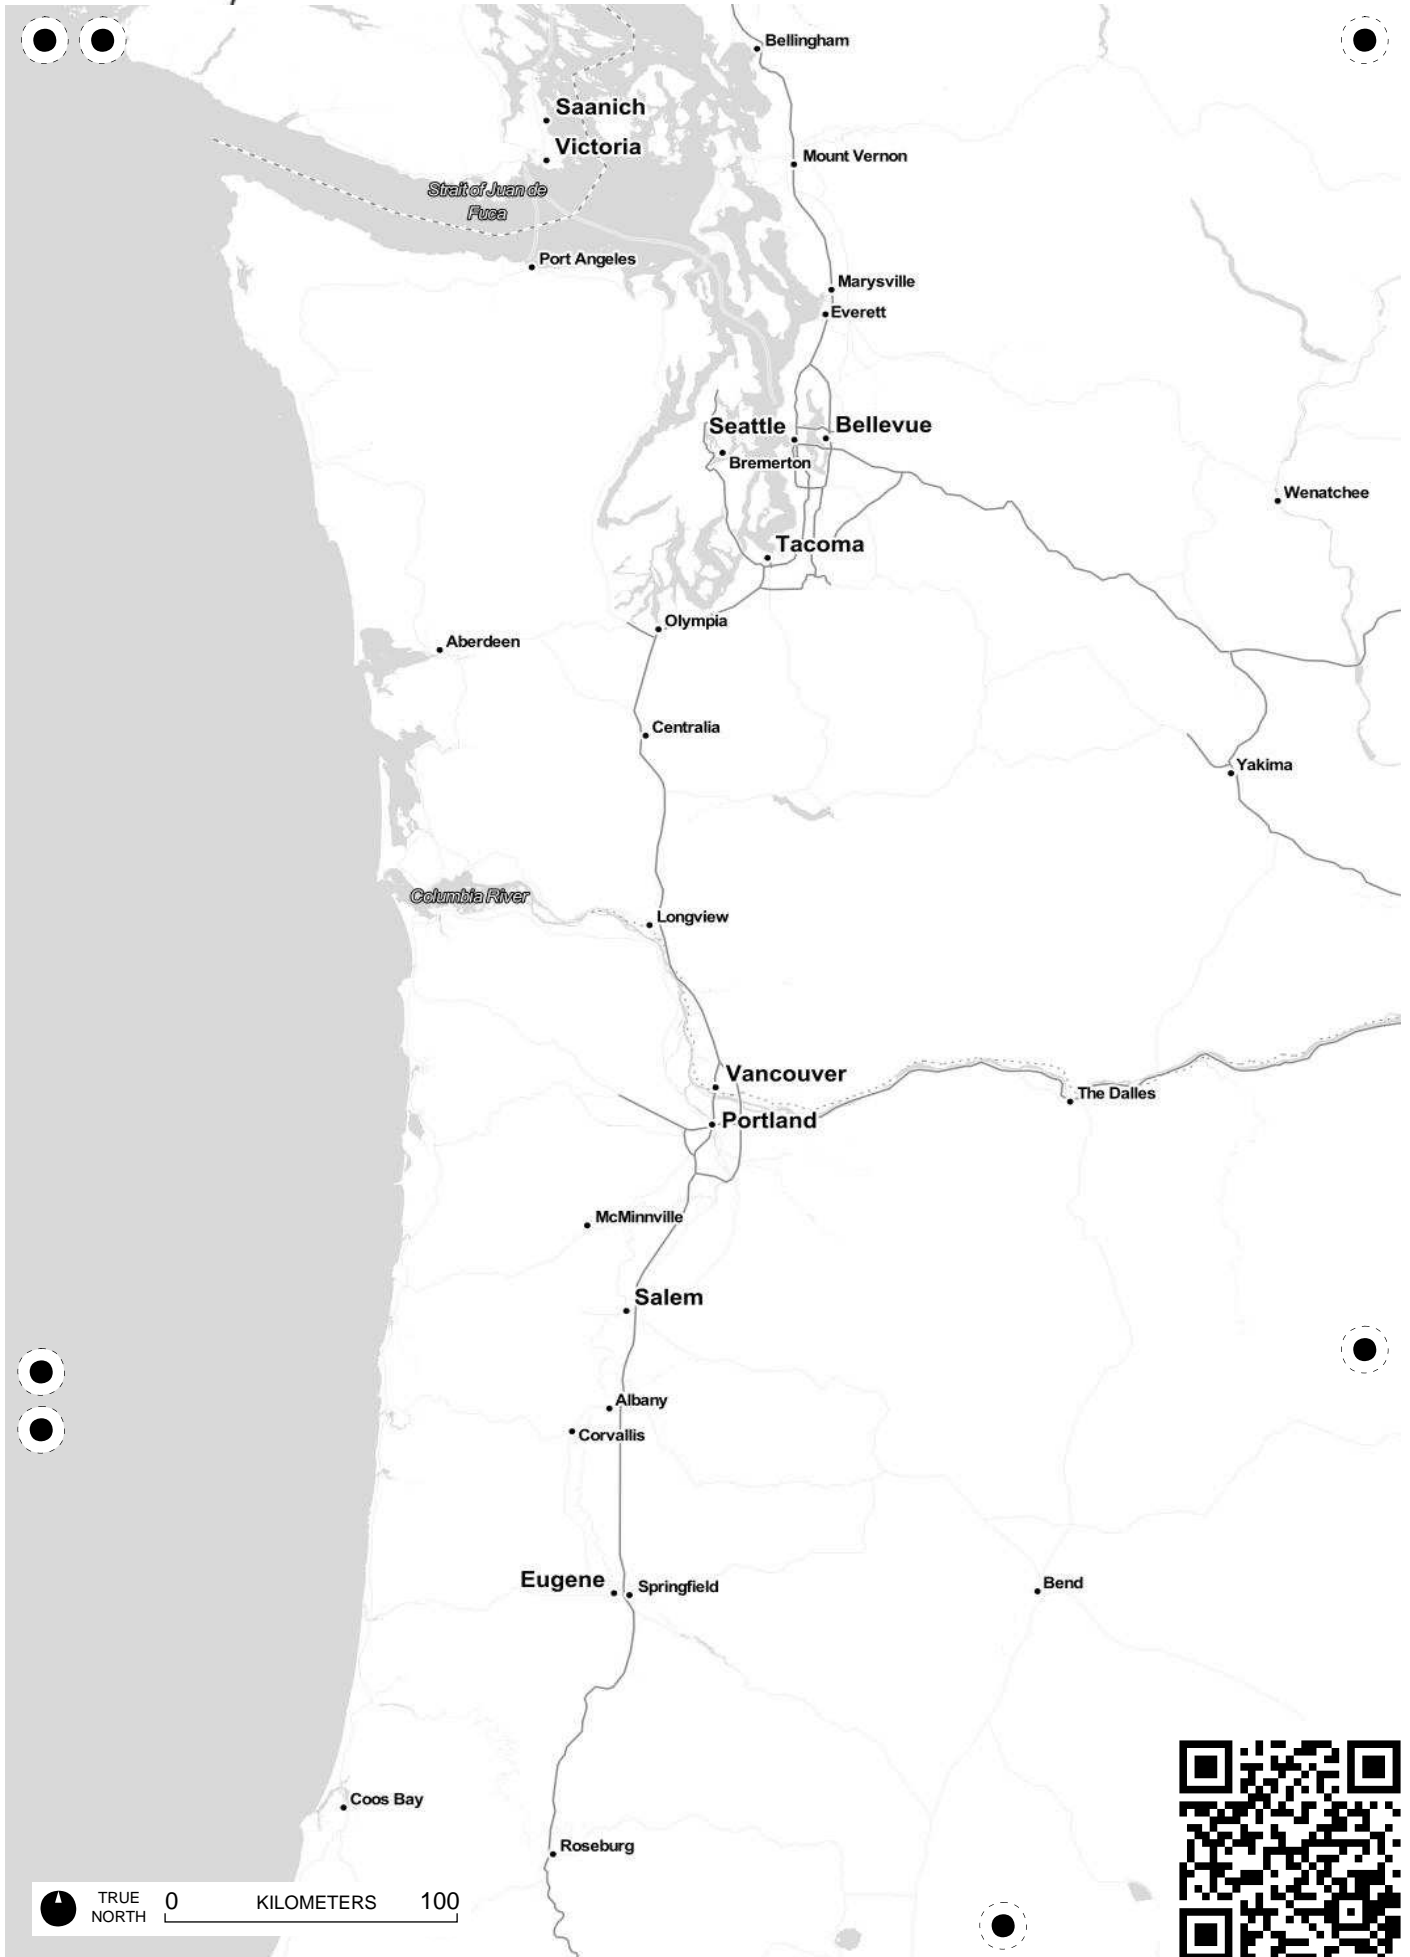 Bellingham
Saanich
Victoria
Mount Vernon
Strait of Juan de
Fuca
Port Angeles
Marysville
Everett
Seattle
Bellevue
Bremerton
Wenatchee
Tacoma
Olympia
Aberdeen
Centralia
Yakima
Columbia River
Longview
Vancouver
The Dalles
Portland
McMinnville
Salem
Albany
Corvallis
Eugene
Springfield
Bend
Coos Bay
Roseburg
TRUE
NORTH
0 KILOMETERS 100